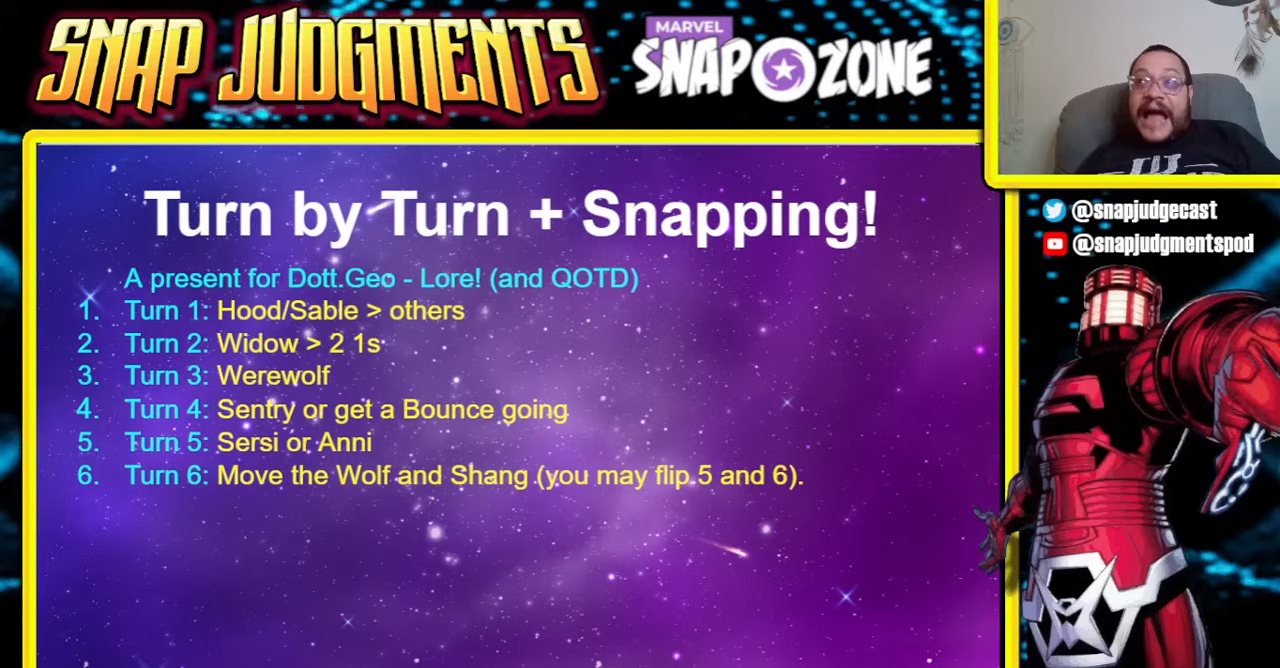 SNAP JUDGMENTS
MARVEL
SNAP ZONE
@snapjudgecast
@snapjudgmentspod
Turn by Turn + Snapping!
A present for Dott.Geo - Lore! (and QOTD)
1. Turn 1: Hood/Sable > others
2. Turn 2: Widow > 2 1s
3. Turn 3: Werewolf
4. Turn 4: Sentry or get a Bounce going
5. Turn 5: Sersi or Anni
6. Turn 6: Move the Wolf and Shang (you may flip 5 and 6).